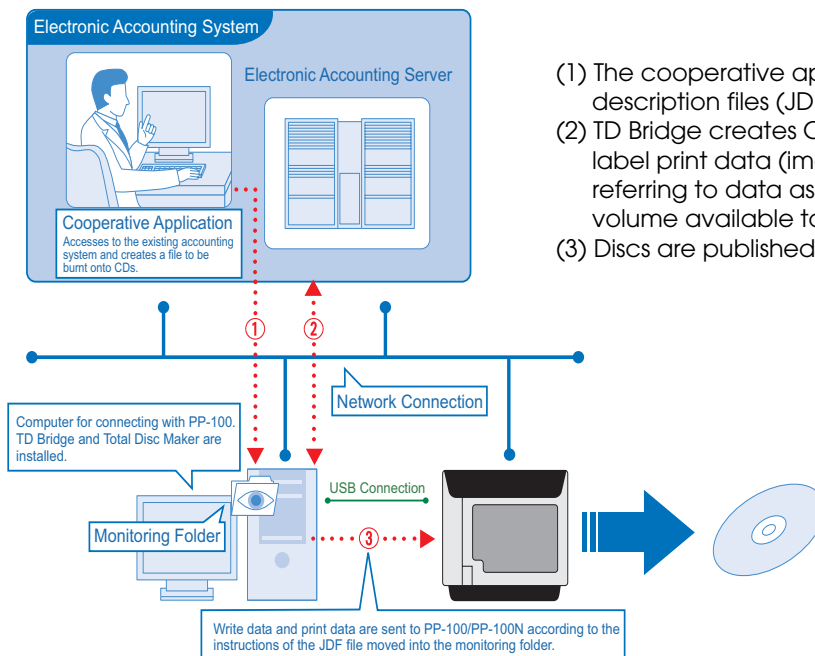 Electronic Accounting System
Electronic Accounting Server
Cooperative Application
Accesses to the existing accounting
system and creates a file to be
burnt onto CDs.
(1) The cooperative ap
description files (JD
(2) TD Bridge creates C
label print data (im
referring to data as
volume available to
(3) Discs are published
1
2
Network Connection
Computer for connecting with PP-100.
TD Bridge and Total Disc Maker are
installed.
USB Connection
Monitoring Folder
3
Write data and print data are sent to PP-100/PP-100N according to the
instructions of the JDF file moved into the monitoring folder.